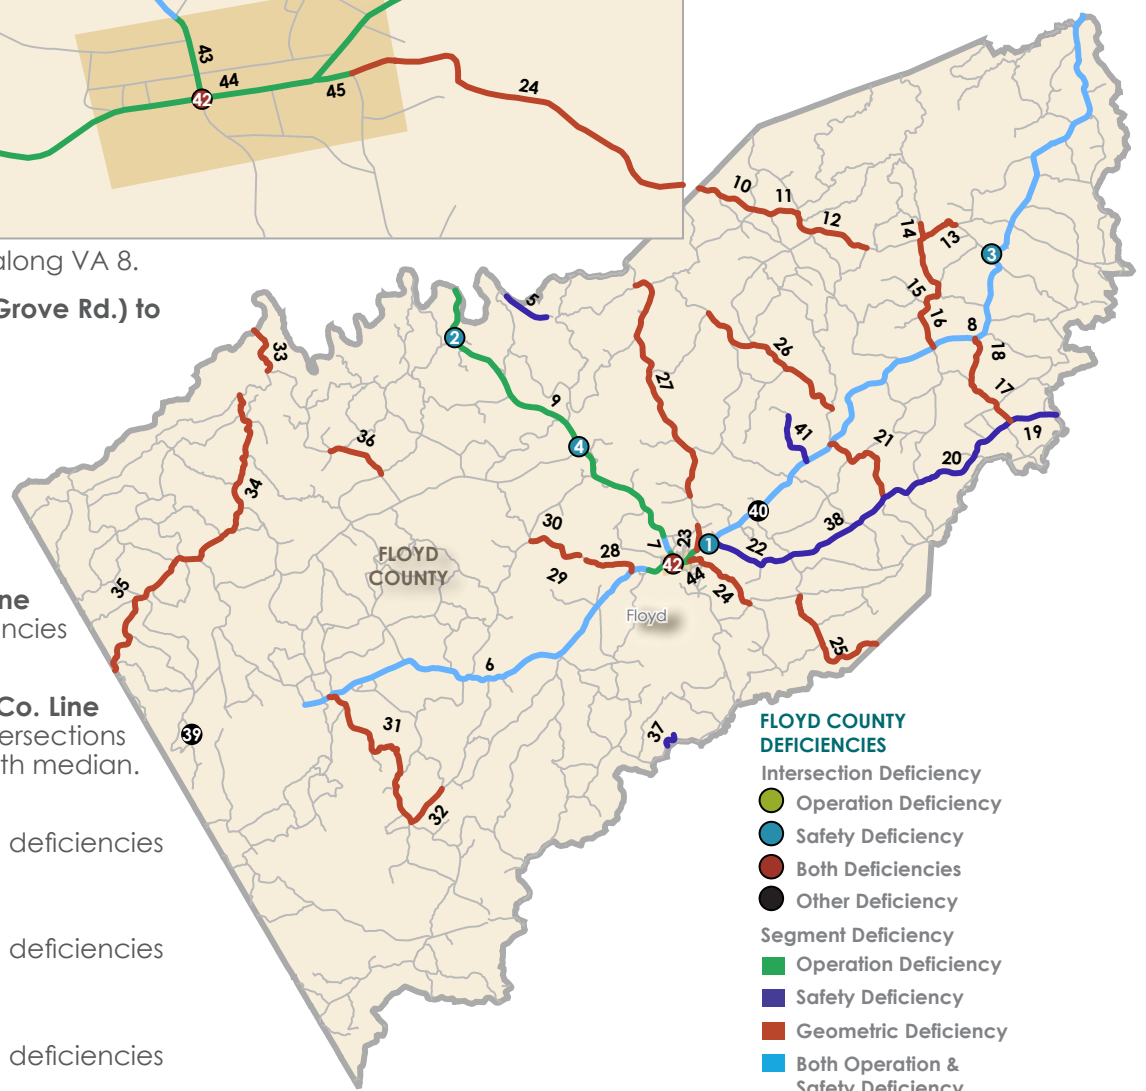 43
44
42
45
24
along VA 8.
Grove Rd.) to
ne
ncies
Co. Line
ersections
th median.
deficiencies
deficiencies
deficiencies
10
11
12
14
13
3
15
16
8
18
17
19
5
2
33
9
27
26
41
21
20
4
36
34
40
38
30
7
23
1
22
28
42
44
29
24
FLOYD
COUNTY
35
Floyd
25
6
31
37
39
32
FLOYD COUNTY
DEFICIENCIES
Intersection Deficiency
Operation Deficiency
Safety Deficiency
Both Deficiencies
Other Deficiency
Segment Deficiency
Operation Deficiency
Safety Deficiency
Geometric Deficiency
Both Operation &
Safety Deficiency